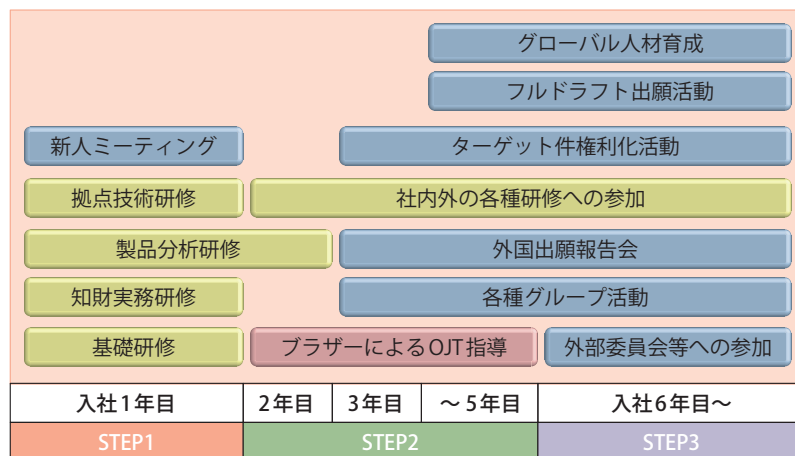 グローバル人材育成
フルドラフト出願活動
新人ミーティング
ターゲット件権利化活動
拠点技術研修
社内外の各種研修への参加
製品分析研修
外国出願報告会
知財実務研修
各種グループ活動
基礎研修
ブラザーによるOJT指導
外部委員会等への参加
入社1年目
2年目
3年目
～5年目
入社6年目～
STEP1
STEP2
STEP3